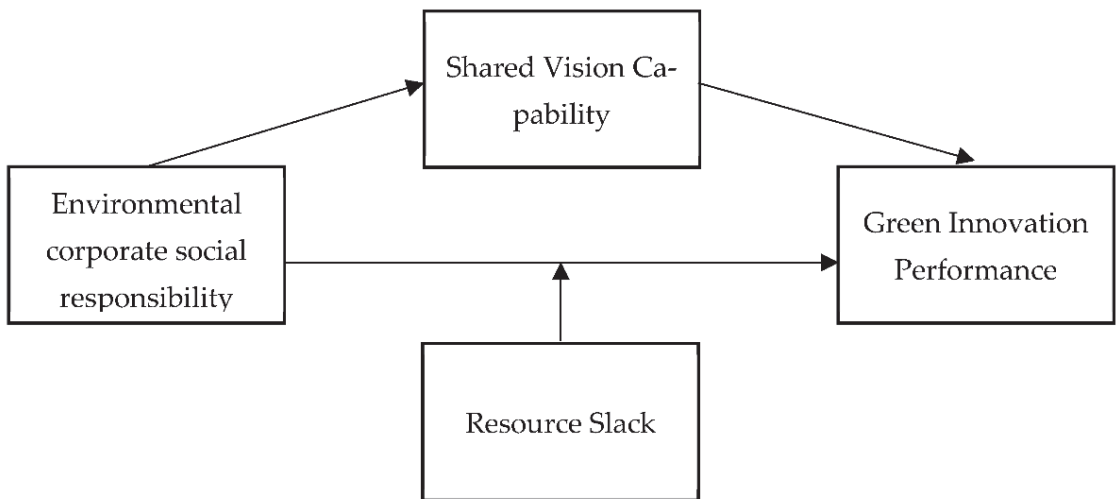 Shared Vision Ca-
pability
Environmental
corporate social
responsibility
Green Innovation
Performance
Resource Slack